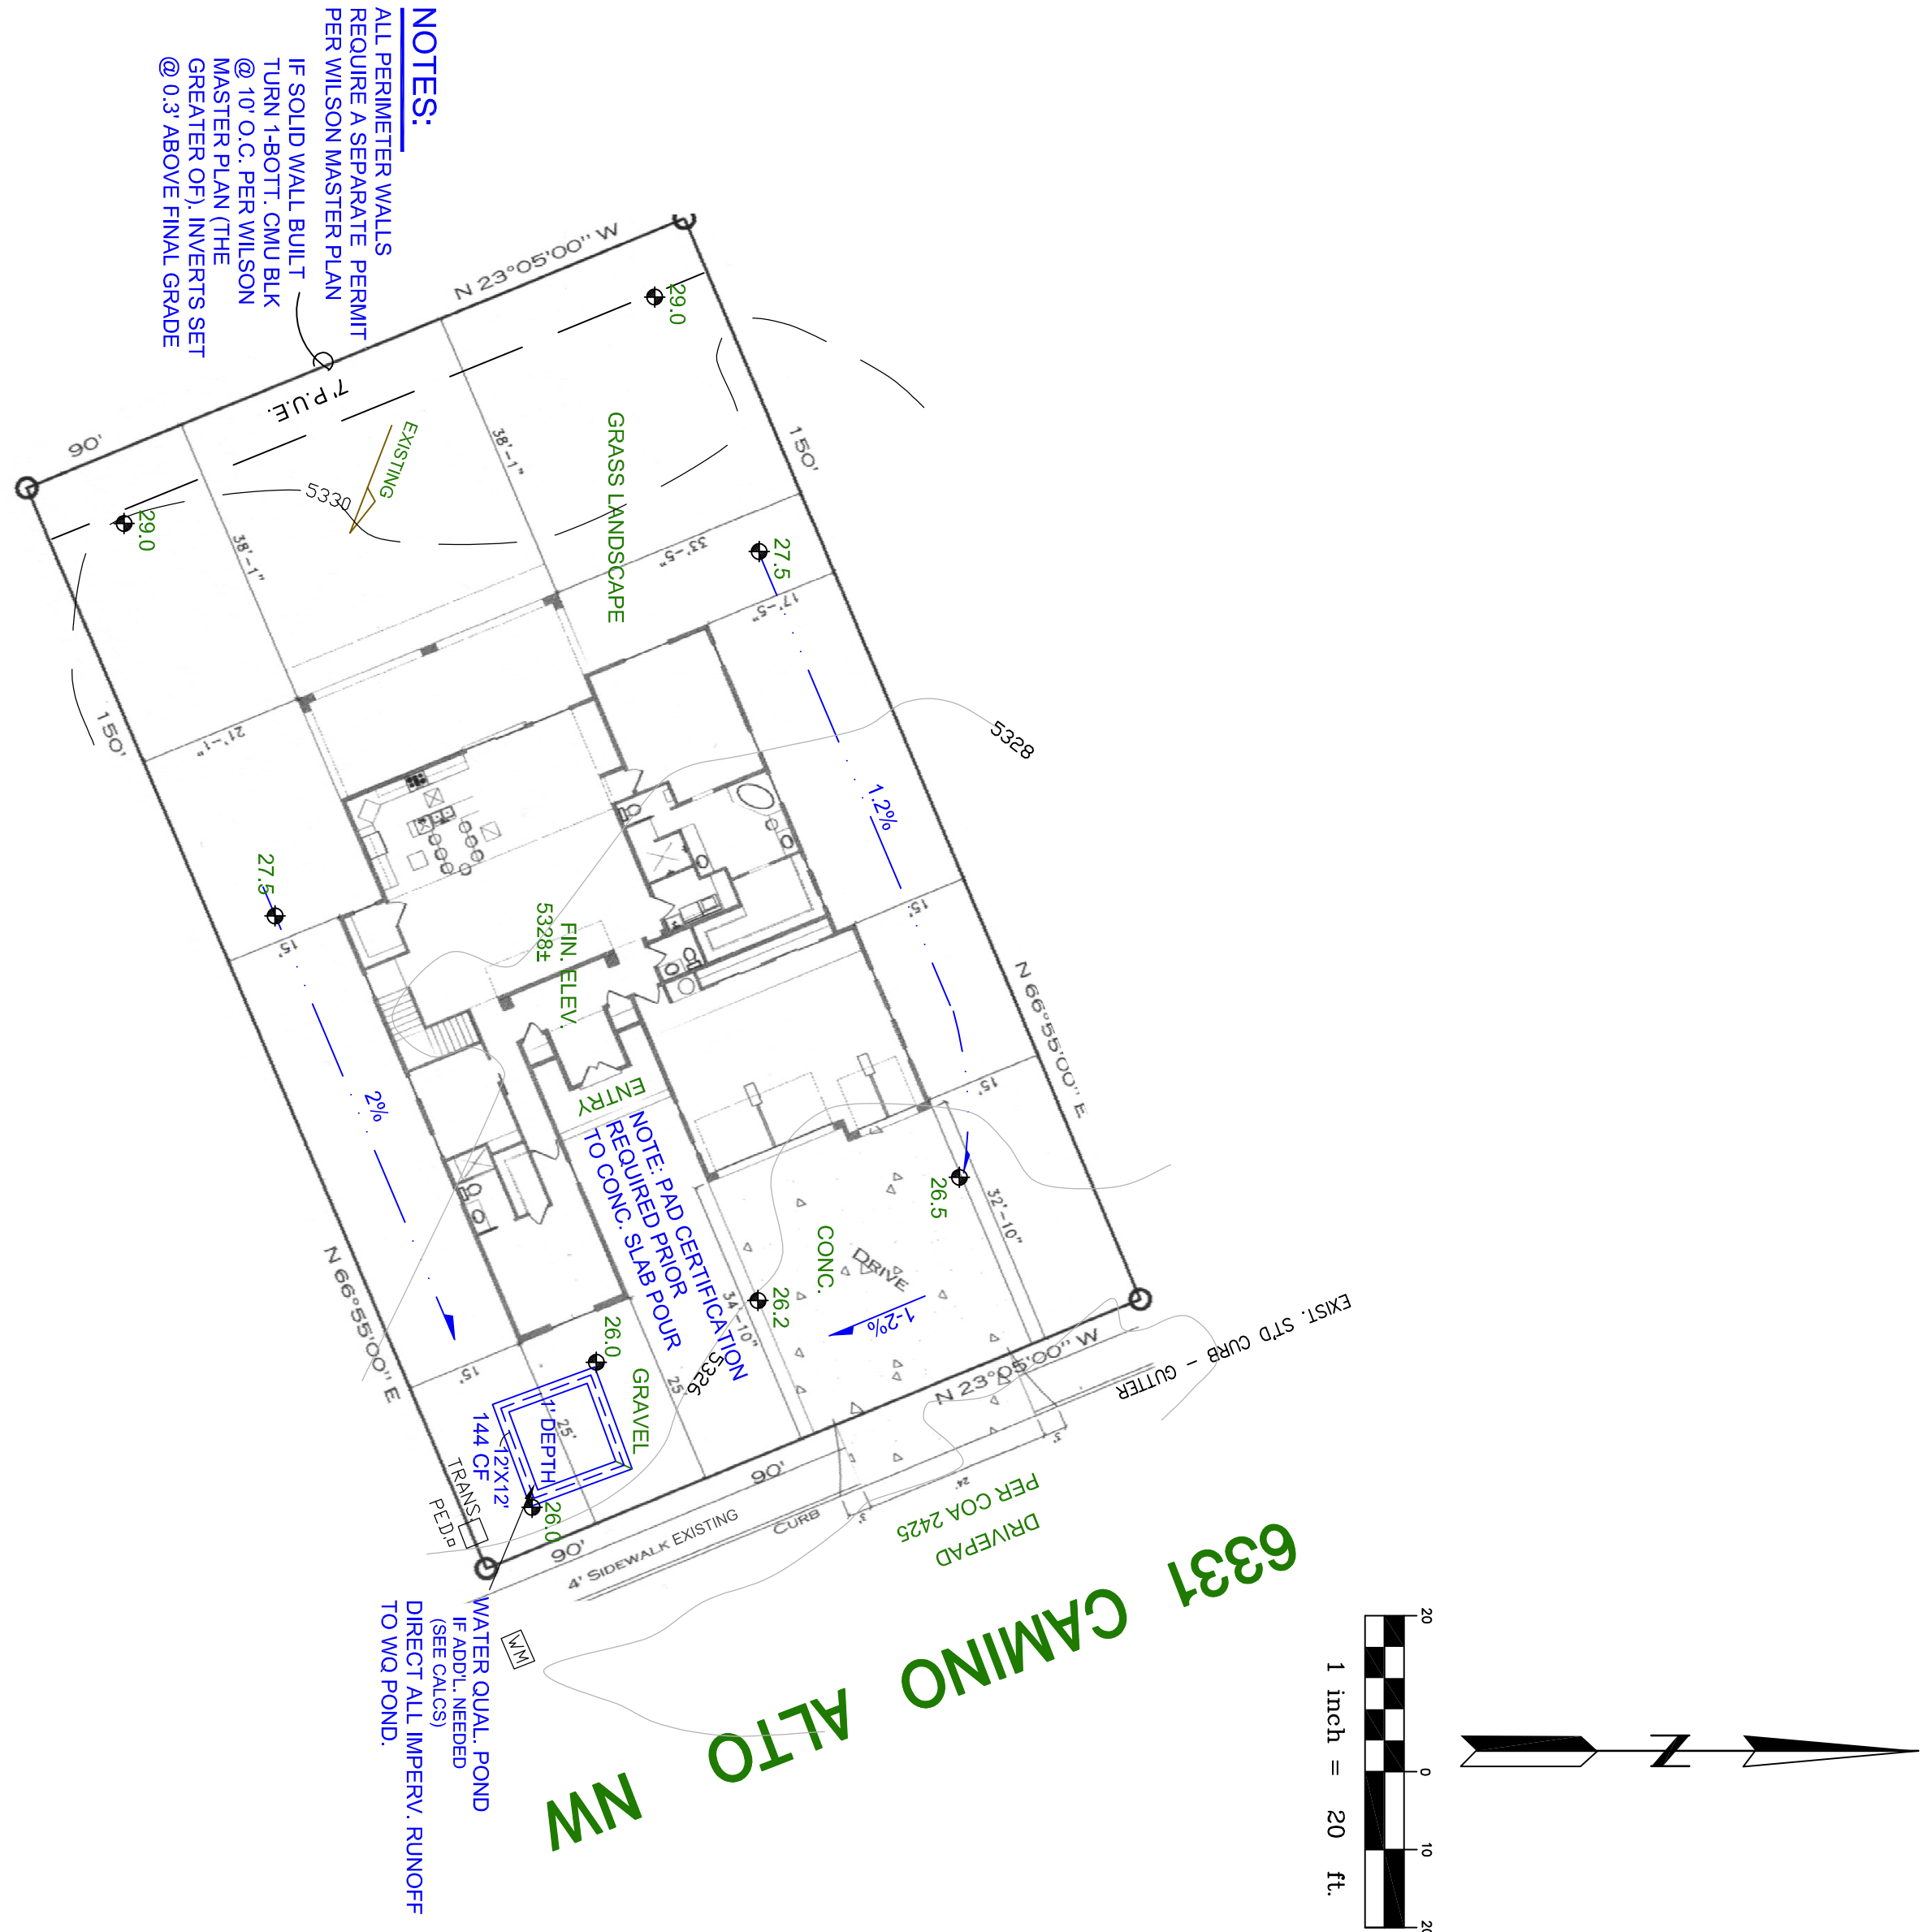 NOTES:
ALL PERIMETER WALLS
REQUIRE A SEPARATE PERMIT
PER WILSON MASTER PLAN
IF SOLID WALL BUILT
TURN 1-BOTT. CMU BLK
@ 10' O.C. PER WILSON
MASTER PLAN (THE
GREATER OF). INVERTS SET
@ 0.3' ABOVE FINAL GRADE
N 23°05'00" W
90'
7' P.U.E.
29.0
29.0
EXISTING
5330
38'-1"
38'-1"
GRASS LANDSCAPE
150'
33'-5"
27.5
17'-5"
5328
1.2%
15'
N 66°55'00" E
15'
150'
21'-1"
27.5
15'
2%
N 66°55'00" E
15'
FIN. ELEV.
5328±
ENTRY
NOTE: PAD CERTIFICATION
REQUIRED PRIOR
TO CONC. SLAB POUR
26.5
32'-10"
CONC.
DRIVE
26.2
34'-10"
1-2%
5326
25'
26.0
GRAVEL
25'
1' DEPTH
12'X12'
144 CF
26.0
TRANS.
PED.
N 23°05'00" W
90'
90'
4' SIDEWALK EXISTING
CURB
3'
24'
3'
EXIST. STD CURB - GUTTER
DRIVEPAD
PER COA 2425
WATER QUAL. POND
IF ADD'L. NEEDED
(SEE CALCS)
DIRECT ALL IMPERV. RUNOFF
TO WQ POND.
WM
6331 CAMINO ALTO NW
20
0
10
20
1 inch = 20 ft.
N